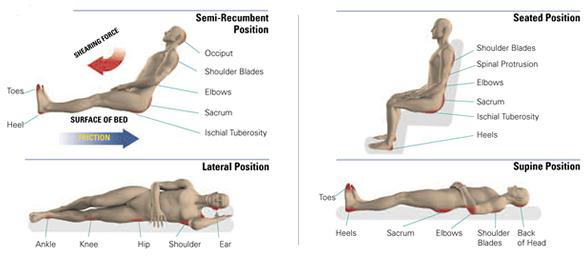 Semi-Recumbent
Position
SHEARING FORCE
Occiput
Shoulder Blades
Elbows
Sacrum
Ischial Tuberosity
Toes
Heel
SURFACE OF BED
FRICTION
Seated Position
Shoulder Blades
Spinal Protrusion
Elbows
Sacrum
Ischial Tuberosity
Heels
Lateral Position
Ankle Knee Hip Shoulder Ear
Supine Position
Toes
Heels Sacrum Elbows Shoulder Back
Blades of Head